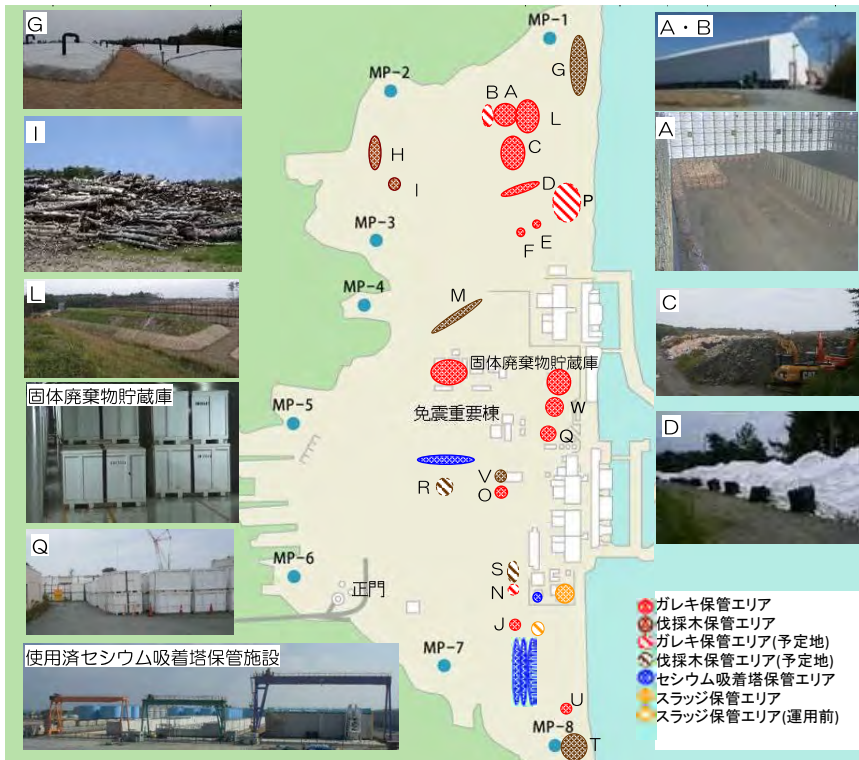 G
I
L
固体廃棄物貯蔵庫
Q
使用済セシウム吸着塔保管施設
MP-1
G
MP-2
B A
L
C
H
I
D
P
MP-3
E
F
MP-4
M
固体廃棄物貯蔵庫
MP-5
W
免震重要棟
Q
V
R
O
MP-6
S
正門
N
J
MP-7
U
MP-8
T
A・B
A
C
D
ガレキ保管エリア
伐採木保管エリア
ガレキ保管エリア(予定地)
伐採木保管エリア(予定地)
セシウム吸着塔保管エリア
スラッジ保管エリア
スラッジ保管エリア(運用前)